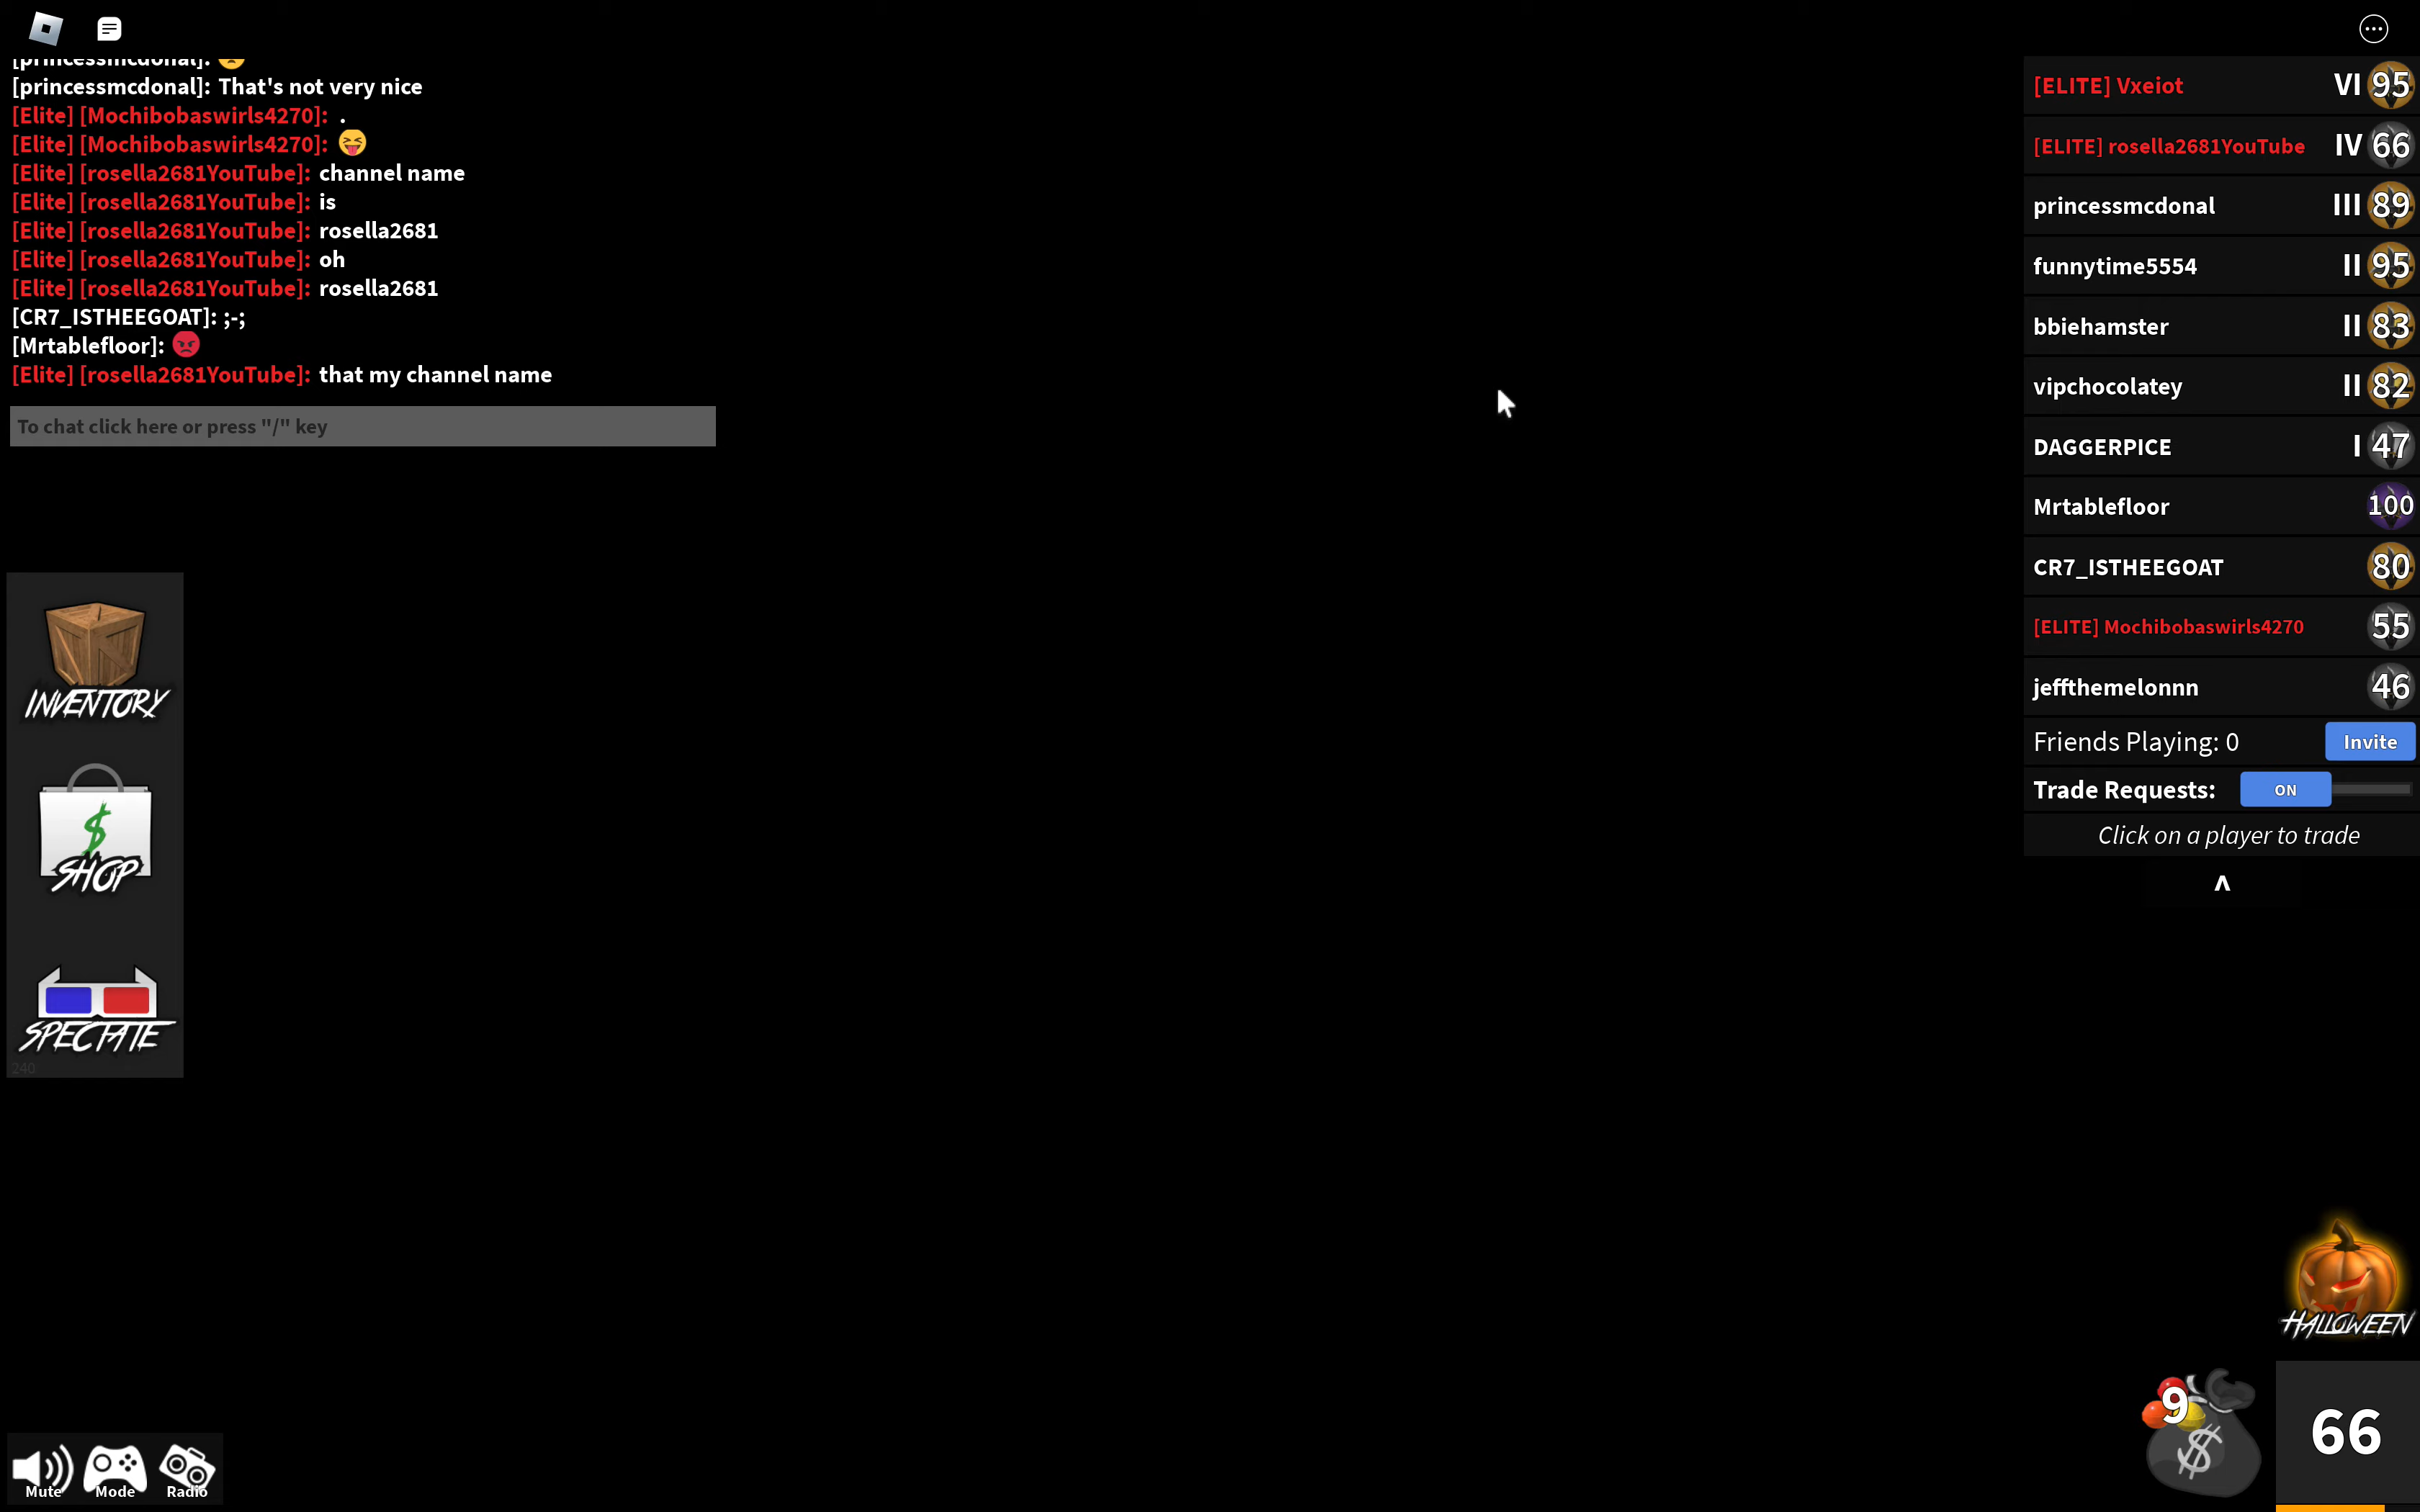 [princessmcdonal]: 
[princessmcdonal]: That's not very nice
[Elite] [Mochibobaswirls4270]: .
[Elite] [Mochibobaswirls4270]: 😝
[Elite] [rosella2681YouTube]: channel name
[Elite] [rosella2681YouTube]: is
[Elite] [rosella2681YouTube]: rosella2681
[Elite] [rosella2681YouTube]: oh
[Elite] [rosella2681YouTube]: rosella2681
[CR7_ISTHEEGOAT]: ;-;
[Mrtablefloor]: 😡
[Elite] [rosella2681YouTube]: that my channel name
To chat click here or press "/" key
INVENTORY
$
SHOP
SPECTATE
240
Mute Mode Radio
[ELITE] Vxeiot VI 95
[ELITE] rosella2681YouTube IV 66
princessmcdonal III 89
funnytime5554 II 95
bbiehamster II 83
vipchocolatey II 82
DAGGERPICE I 47
Mrtablefloor 100
CR7_ISTHEEGOAT 80
[ELITE] Mochibobaswirls4270 55
jeffthemelonnn 46
Friends Playing: 0 Invite
Trade Requests: ON
Click on a player to trade
^
HALLOWEEN
9
$
66